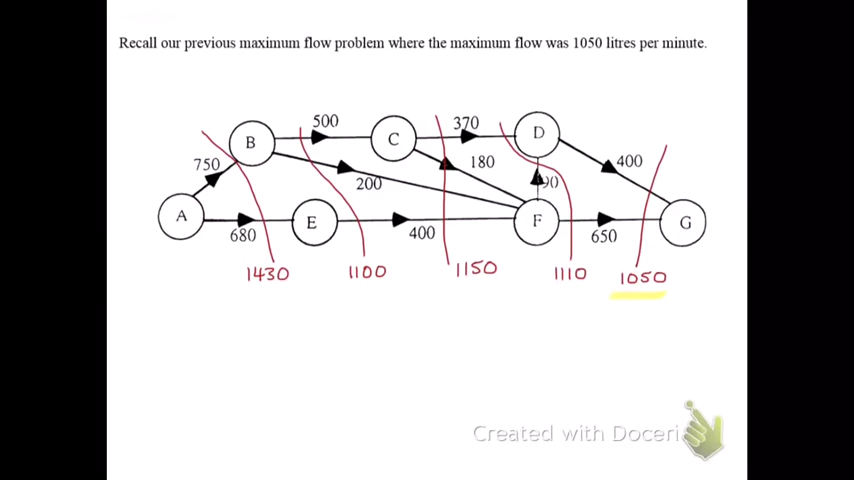 Recall our previous maximum flow problem where the maximum flow was 1050 litres per minute.
500
370
B
C
D
750
180
400
200
A
E
F
G
680
400
650
1430
1100
1150
1110
1050
Created with Doceri